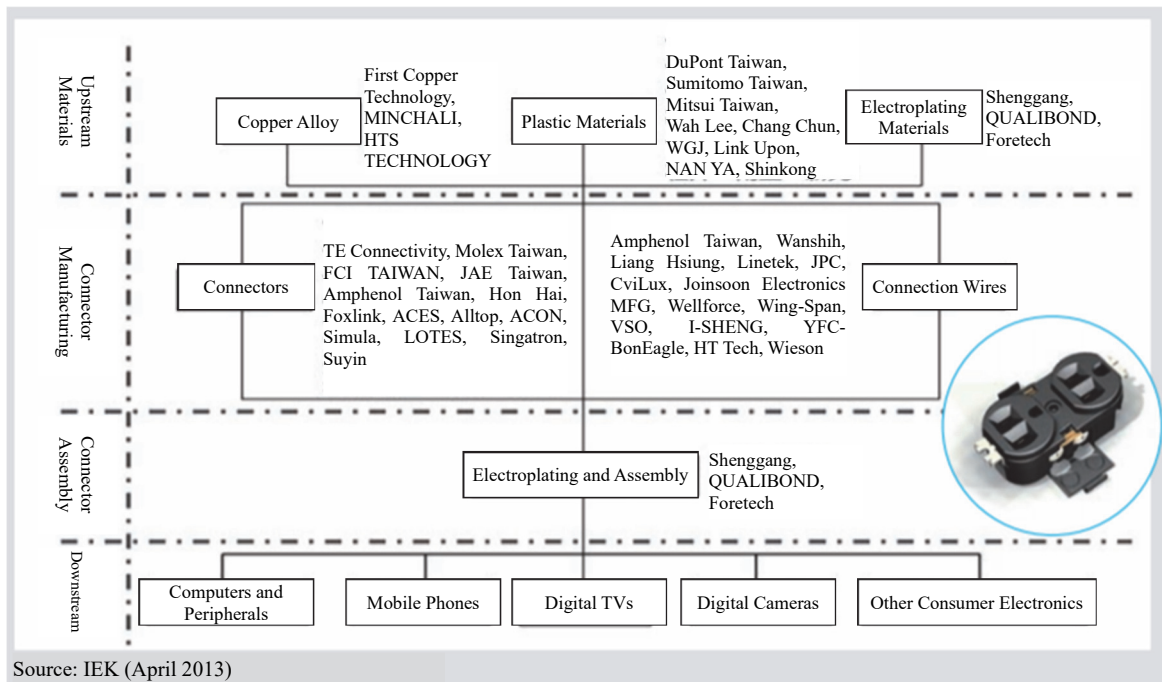 Upstream
Materials
Copper Alloy
First Copper
Technology,
MINCHALI,
HTS
TECHNOLOGY
Plastic Materials
DuPont Taiwan,
Sumitomo Taiwan,
Mitsui Taiwan,
Wah Lee, Chang Chun,
WGJ, Link Upon,
NAN YA, Shinkong
Electroplating
Materials
Shenggang,
QUALIBOND,
Foretech
Connector
Manufacturing
Connectors
TE Connectivity, Molex Taiwan,
FCI TAIWAN, JAE Taiwan,
Amphenol Taiwan, Hon Hai,
Foxlink, ACES, Alltop, ACON,
Simula, LOTES, Singatron,
Suyin
Amphenol Taiwan, Wanshih,
Liang Hsiung, Linetek, JPC,
CviLux, Joinsoon Electronics
MFG, Wellforce, Wing-Span,
VSO, I-SHENG, YFC-
BonEagle, HT Tech, Wieson
Connection Wires
Connector
Assembly
Electroplating and Assembly
Shenggang,
QUALIBOND,
Foretech
Downstream
Computers and
Peripherals
Mobile Phones
Digital TVs
Digital Cameras
Other Consumer Electronics
Source: IEK (April 2013)